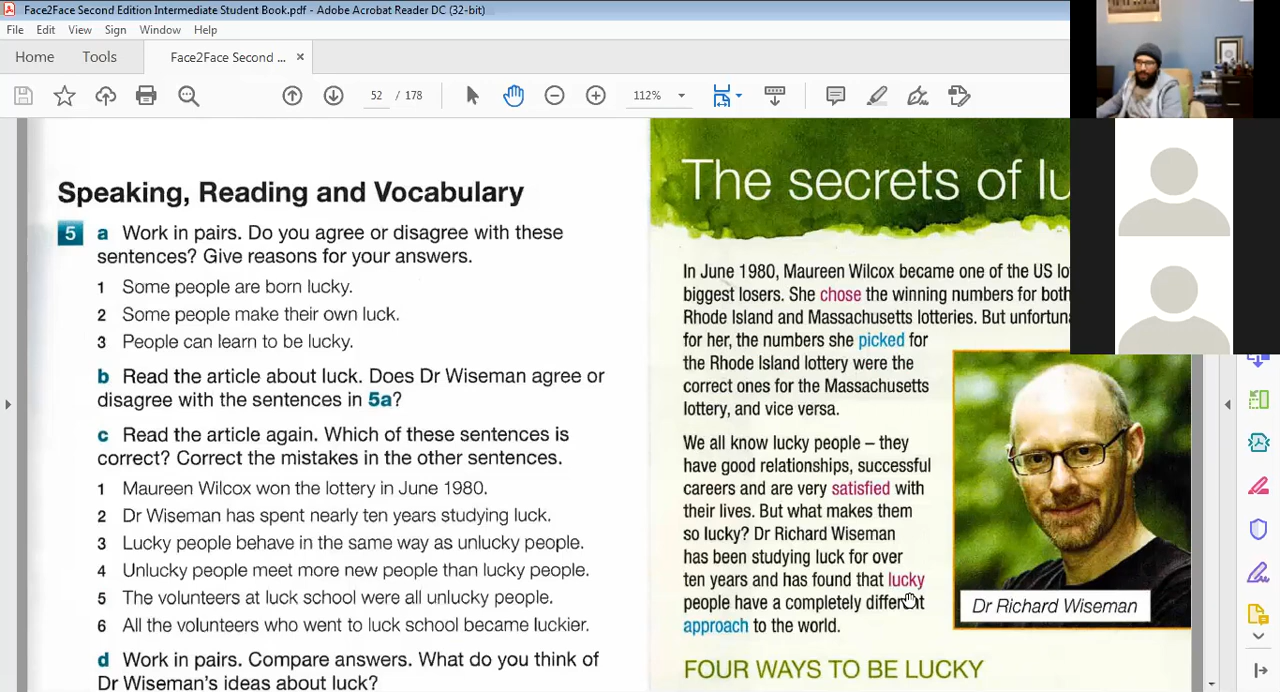 Face2Face Second Edition Intermediate Student Book.pdf - Adobe Acrobat Reader DC (32-bit)
File Edit View Sign Window Help
Home Tools Face2Face Second ... ×
52 / 178 112%
Speaking, Reading and Vocabulary
5 a Work in pairs. Do you agree or disagree with these
sentences? Give reasons for your answers.
1 Some people are born lucky.
2 Some people make their own luck.
3 People can learn to be lucky.
b Read the article about luck. Does Dr Wiseman agree or
disagree with the sentences in 5a?
c Read the article again. Which of these sentences is
correct? Correct the mistakes in the other sentences.
1 Maureen Wilcox won the lottery in June 1980.
2 Dr Wiseman has spent nearly ten years studying luck.
3 Lucky people behave in the same way as unlucky people.
4 Unlucky people meet more new people than lucky people.
5 The volunteers at luck school were all unlucky people.
6 All the volunteers who went to luck school became luckier.
d Work in pairs. Compare answers. What do you think of
Dr Wiseman's ideas about luck?
The secrets of lu
In June 1980, Maureen Wilcox became one of the US lo
biggest losers. She chose the winning numbers for both
Rhode Island and Massachusetts lotteries. But unfortun
for her, the numbers she picked for
the Rhode Island lottery were the
correct ones for the Massachusetts
lottery, and vice versa.
We all know lucky people – they
have good relationships, successful
careers and are very satisfied with
their lives. But what makes them
so lucky? Dr Richard Wiseman
has been studying luck for over
ten years and has found that lucky
people have a completely different
approach to the world.
Dr Richard Wiseman
FOUR WAYS TO BE LUCKY